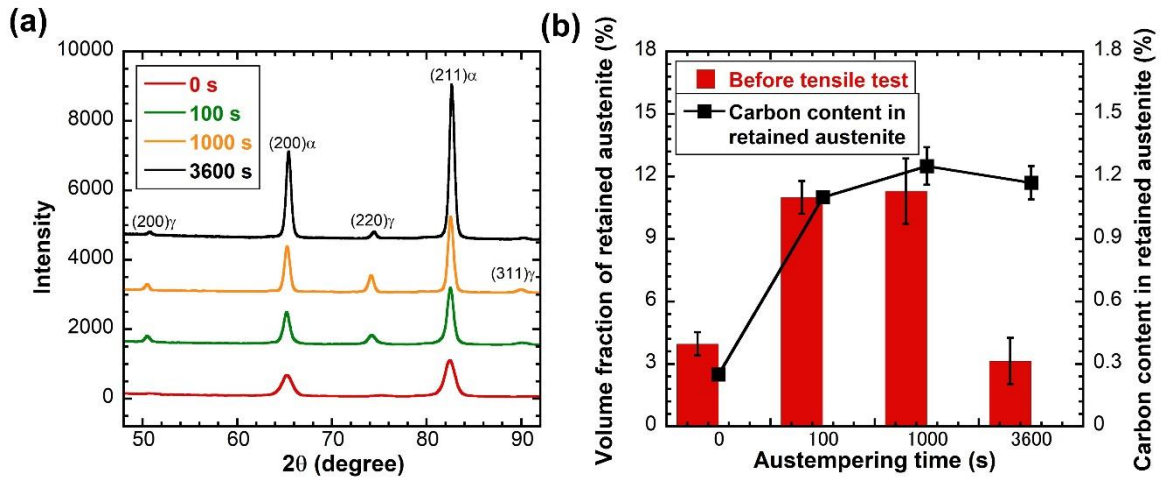 (a)
10000
8000
6000
4000
2000
0
Intensity
0 s
100 s
1000 s
3600 s
(200)γ
(200)α
(220)γ
(211)α
(311)γ
50
60
70
80
90
2θ (degree)
(b)
Volume fraction of retained austenite (%)
18
15
12
9
6
3
0
Before tensile test
Carbon content in
retained austenite
0
100
1000
3600
Austempering time (s)
1.8
1.5
1.2
0.9
0.6
0.3
0
Carbon content in retained austenite (%)